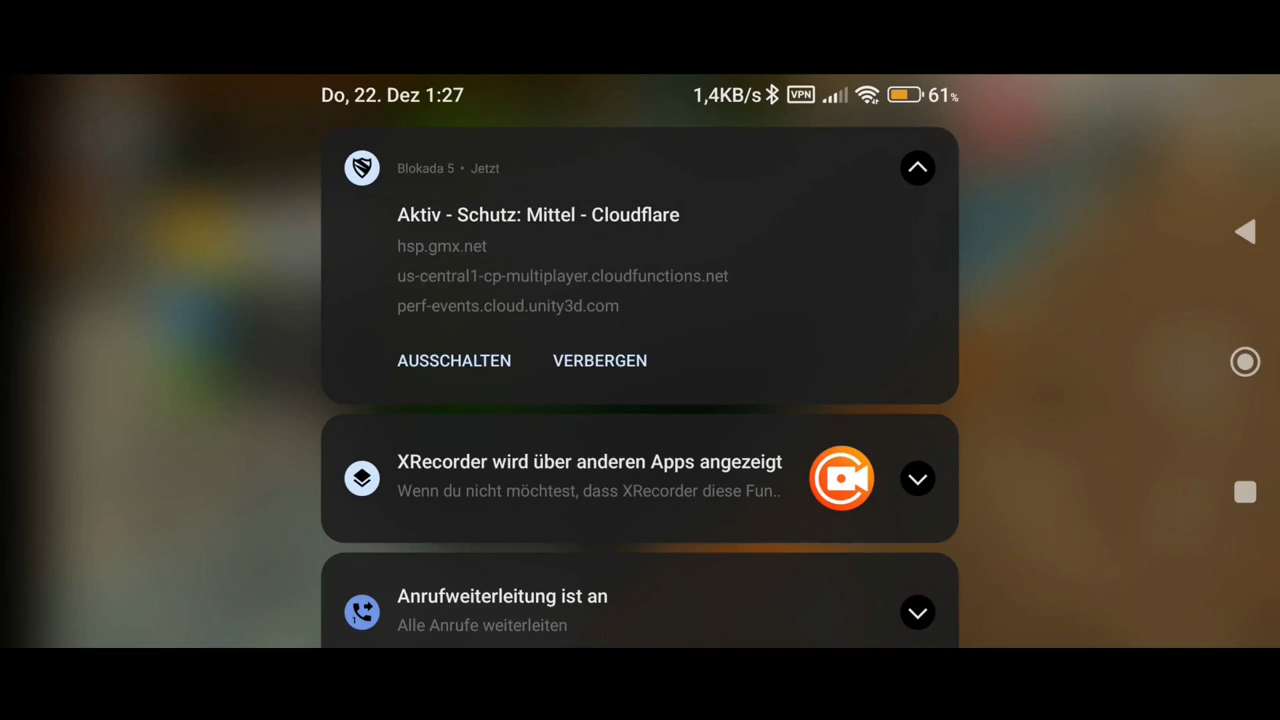 Do, 22. Dez 1:27
1,4KB/s VPN 61%
Blokada 5 • Jetzt
Aktiv - Schutz: Mittel - Cloudflare
hsp.gmx.net
us-central1-cp-multiplayer.cloudfunctions.net
perf-events.cloud.unity3d.com
AUSSCHALTEN VERBERGEN
XRecorder wird über anderen Apps angezeigt
Wenn du nicht möchtest, dass XRecorder diese Fun..
Anrufweiterleitung ist an
1
Alle Anrufe weiterleiten